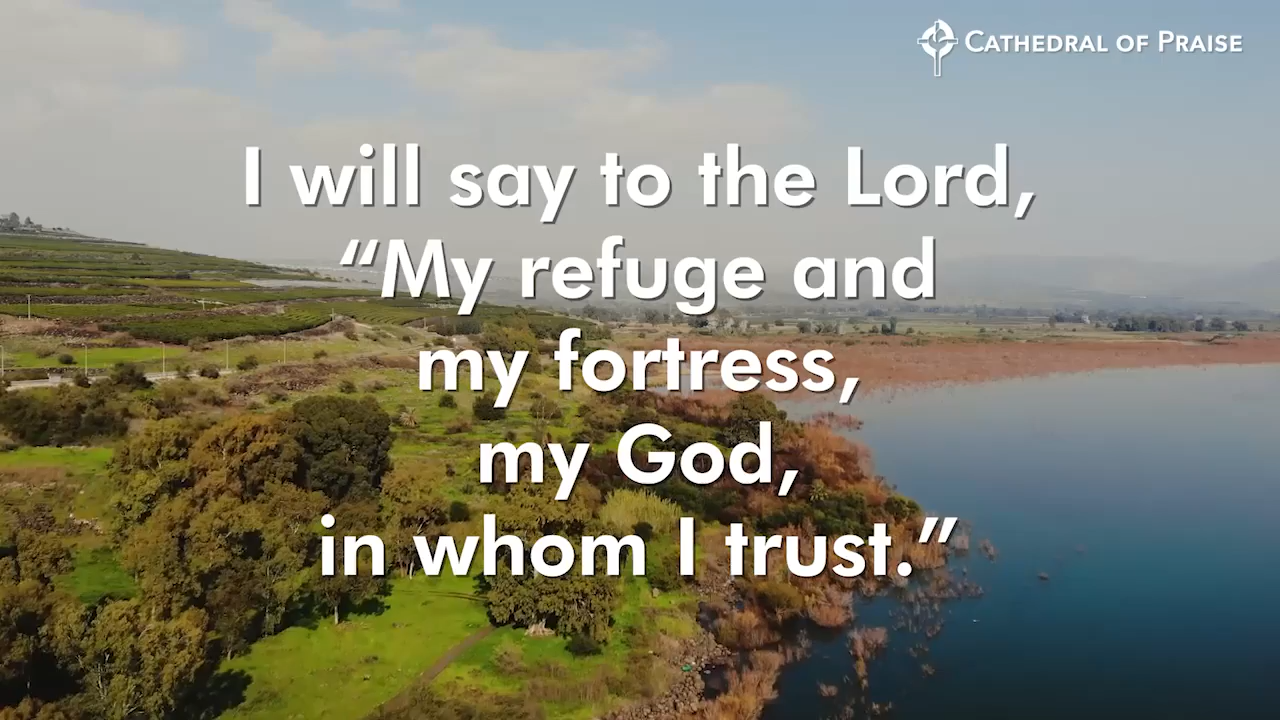 CATHEDRAL OF PRAISE
I will say to the Lord,
“My refuge and
my fortress,
my God,
in whom I trust.”